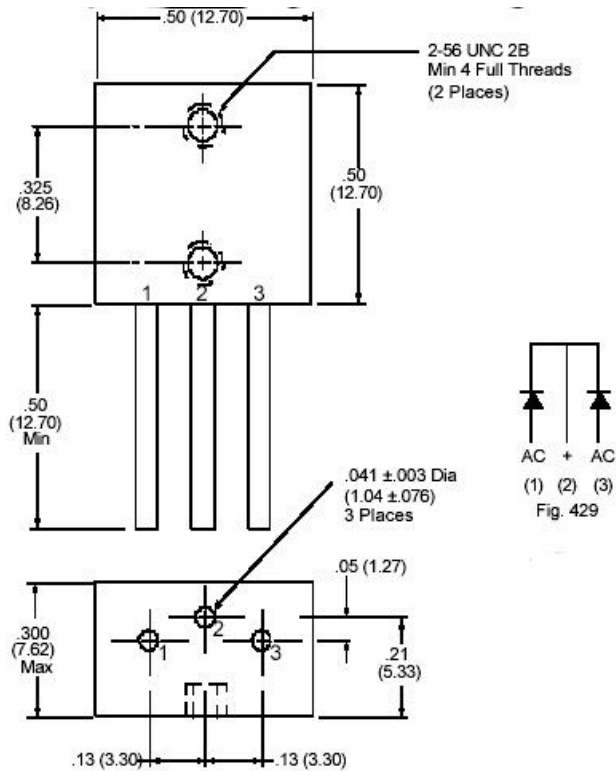 .50 (12.70)
2-56 UNC 2B
Min 4 Full Threads
(2 Places)
.325
(8.26)
.50
(12.70)
1 2 3
.50
(12.70)
Min
AC + AC
(1) (2) (3)
Fig. 429
.041 ±.003 Dia
(1.04 ±.076)
3 Places
.05 (1.27)
.300
(7.62)
Max
1 2 3
.21
(5.33)
.13 (3.30) .13 (3.30)